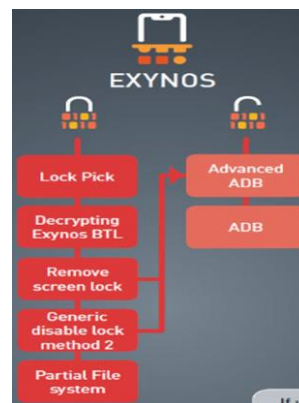 EXYNOS
Lock Pick
Decrypting
Exynos BTL
Remove
screen lock
Generic
disable lock
method 2
Partial File
system
Advanced
ADB
ADB
If